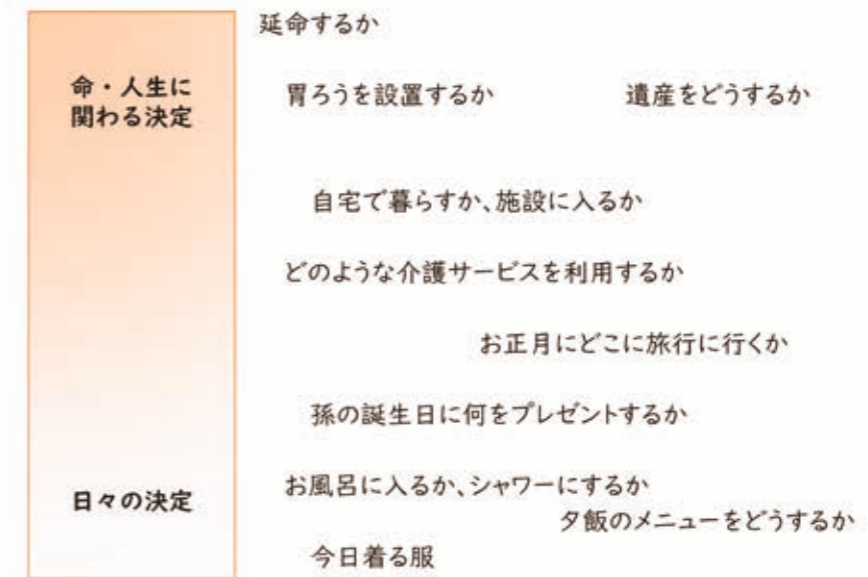 延命するか
命・人生に
関わる決定
胃ろうを設置するか
遺産をどうするか
自宅で暮らすか、施設に入るか
どのような介護サービスを利用するか
お正月にどこに旅行に行くか
孫の誕生日に何をプレゼントするか
日々の決定
お風呂に入るか、シャワーにするか
夕飯のメニューをどうするか
今日着る服